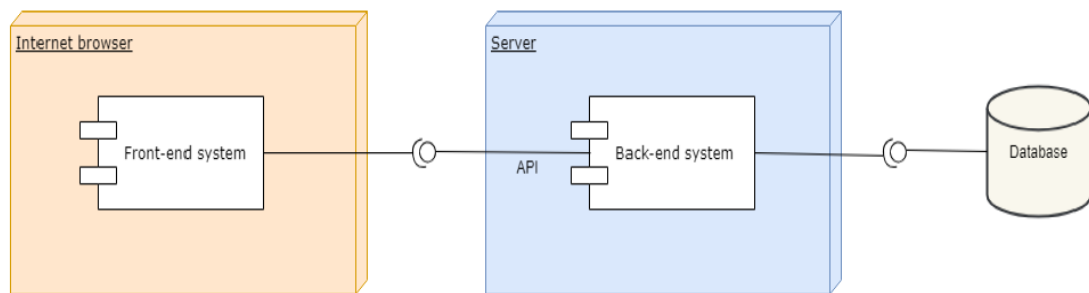 Internet browser
Server
Front-end system
API
Back-end system
Database